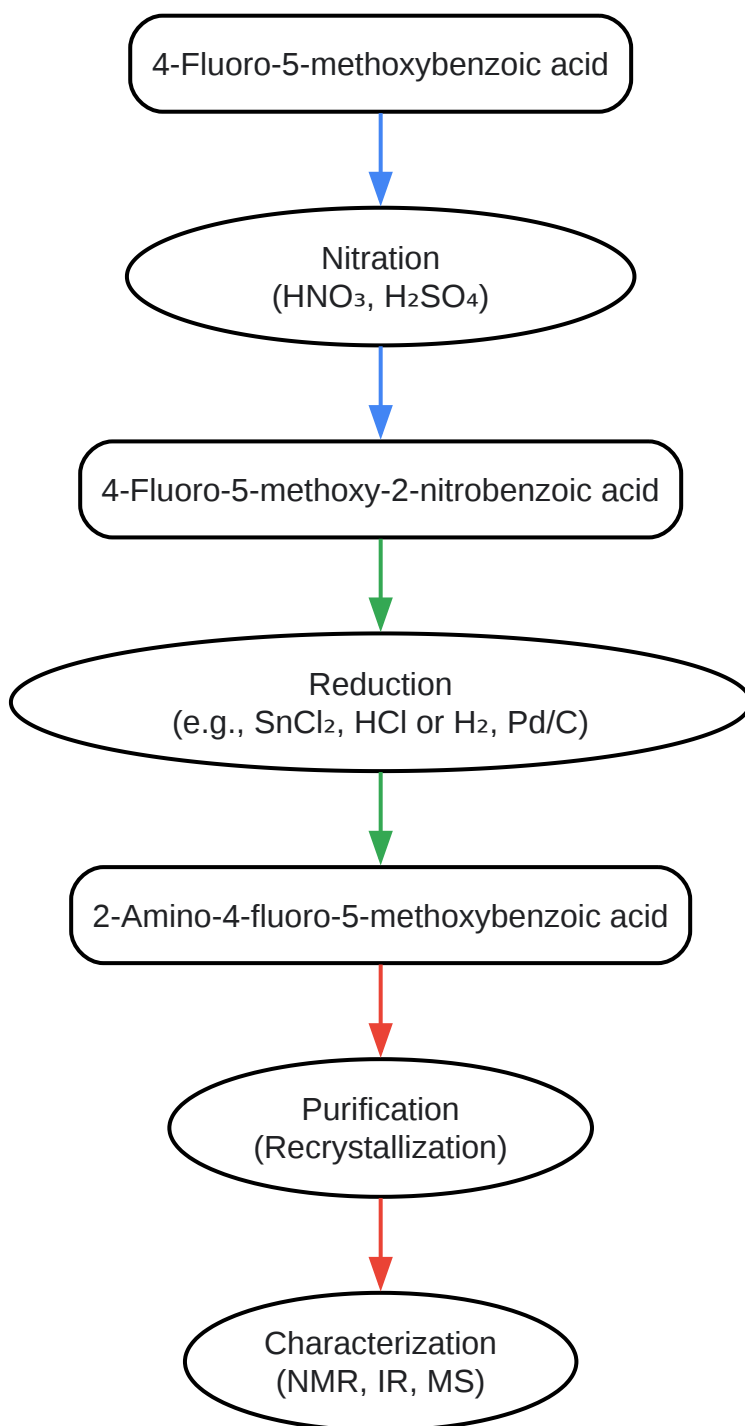 4-Fluoro-5-methoxybenzoic acid
Nitration
(HNO₃, H₂SO₄)
4-Fluoro-5-methoxy-2-nitrobenzoic acid
Reduction
(e.g., SnCl₂, HCl or H₂, Pd/C)
2-Amino-4-fluoro-5-methoxybenzoic acid
Purification
(Recrystallization)
Characterization
(NMR, IR, MS)